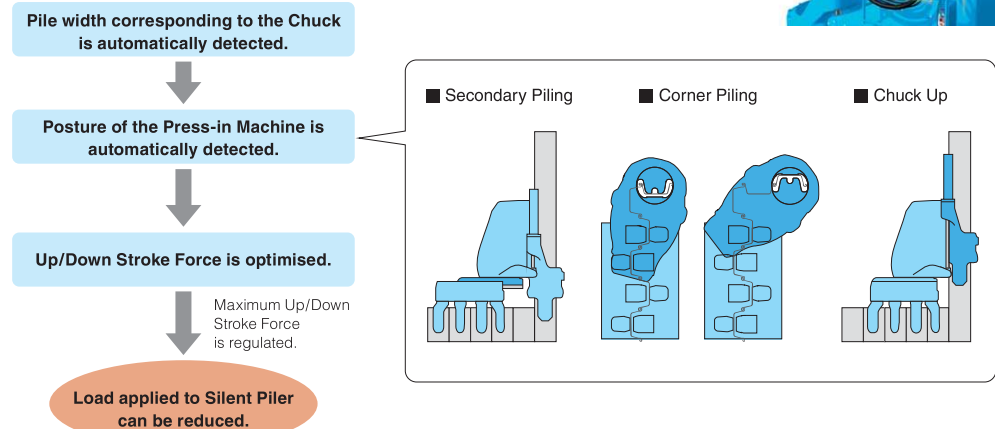 Pile width corresponding to the Chuck
is automatically detected.
Posture of the Press-in Machine is
automatically detected.
Up/Down Stroke Force is optimised.
Maximum Up/Down
Stroke Force
is regulated.
Load applied to Silent Piler
can be reduced.
■ Secondary Piling
■ Corner Piling
■ Chuck Up